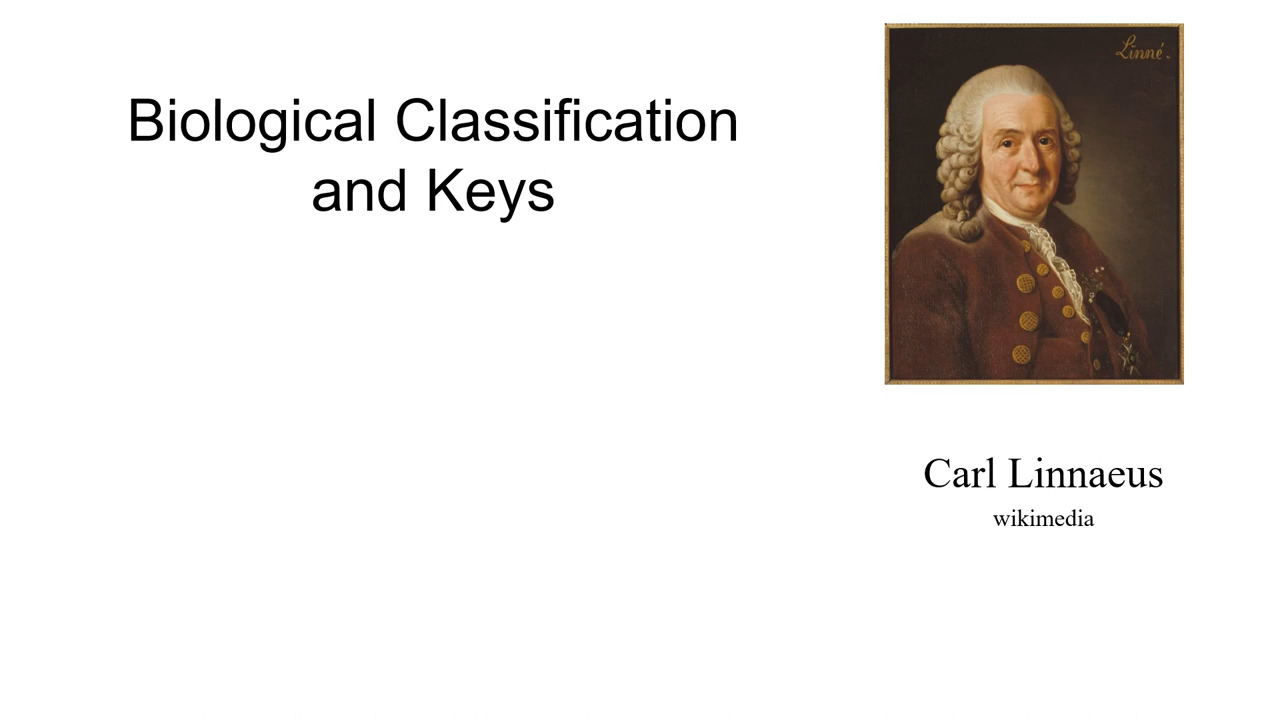 Biological Classification
and Keys
Linné.
Carl Linnaeus
wikimedia